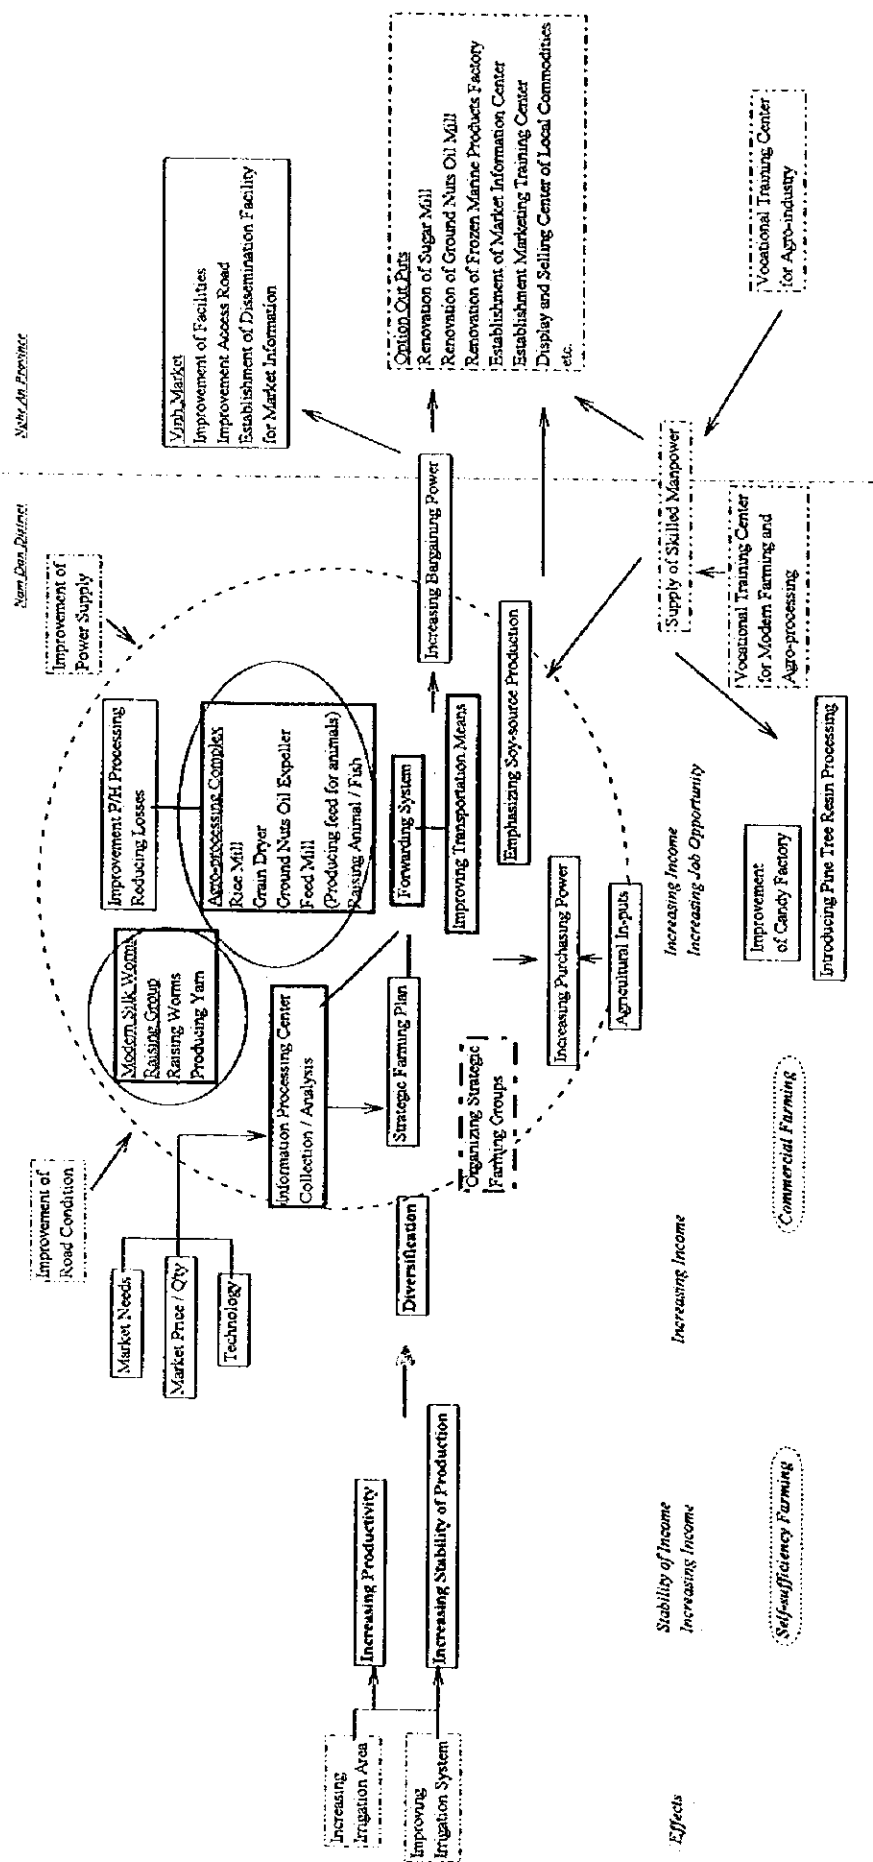 Nam Dan District
Nghe An Province
Improvement of
Road Condition
Improvement of
Power Supply
Market Needs
Market Price / Q'ty
Technology
Modern Silk Worms
Raising Group
Raising Worms
Producing Yarn
Improvement P/H Processing
Reducing Losses
Vinh Market
Improvement of Facilities
Improvement Access Road
Establishment of Dissemination Facility
for Market Information
Agro-processing Complex
Rice Mill
Grain Dryer
Ground Nuts Oil Expeller
Feed Mill
(Producing feed for animals)
Raising Animal / Fish
Information Processing Center
Collection / Analysis
Increasing
Irrigation Area
Improving
Irrigation System
Increasing Productivity
Increasing Stability of Production
Diversification
Strategic Farming Plan
Forwarding System
Improving Transportation Means
Increasing Bargaining Power
Option Out Puts
Renovation of Sugar Mill
Renovation of Ground Nuts Oil Mill
Renovation of Frozen Marine Products Factory
Establishment of Market Information Center
Establishment Marketing Training Center
Display and Selling Center of Local Commodities
etc.
Organizing Strategic
Farming Groups
Emphasizing Soy-source Production
Increasing Purchasing Power
Agricultural In-puts
Effects
Stability of Income
Increasing Income
Increasing Income
Increasing Income
Increasing Job Opportunity
Supply of Skilled Manpower
Vocational Training Center
for Modern Farming and
Agro-processing
Vocational Training Center
for Agro-industry
Self-sufficiency Farming
Commercial Farming
Improvement
of Candy Factory
Introducing Pine Tree Resin Processing